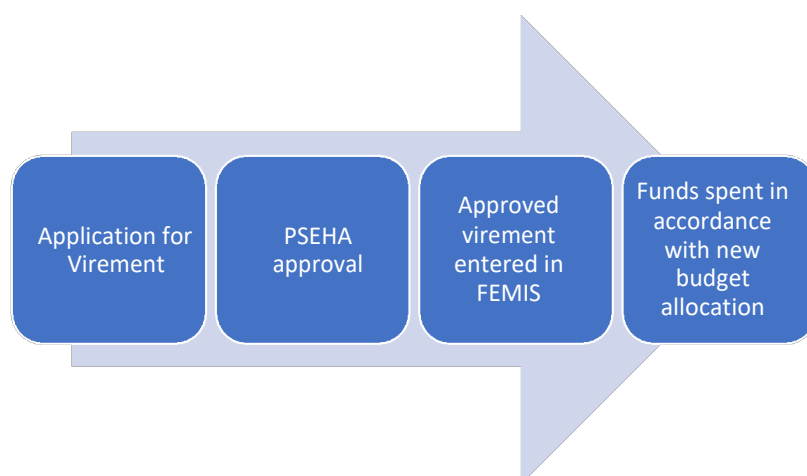 Application for
Virement
PSEHA
approval
Approved
virement
entered in
FEMIS
Funds spent in
accordance
with new
budget
allocation